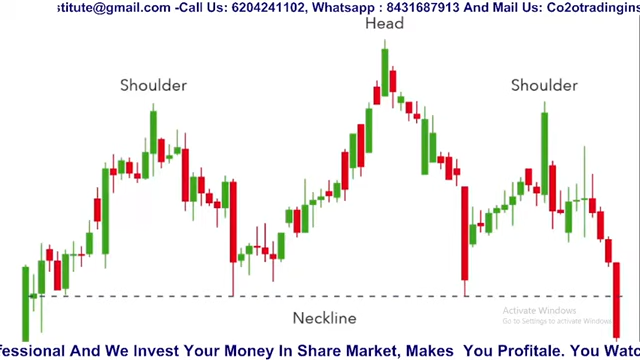 stitute@gmail.com -Call Us: 6204241102, Whatsapp : 8431687913 And Mail Us: Co2otradingins
Head
Shoulder
Shoulder
Activate Windows
Go to Settings to activate Windows.
Neckline
fessional And We Invest Your Money In Share Market, Makes You Profitale. You Watc